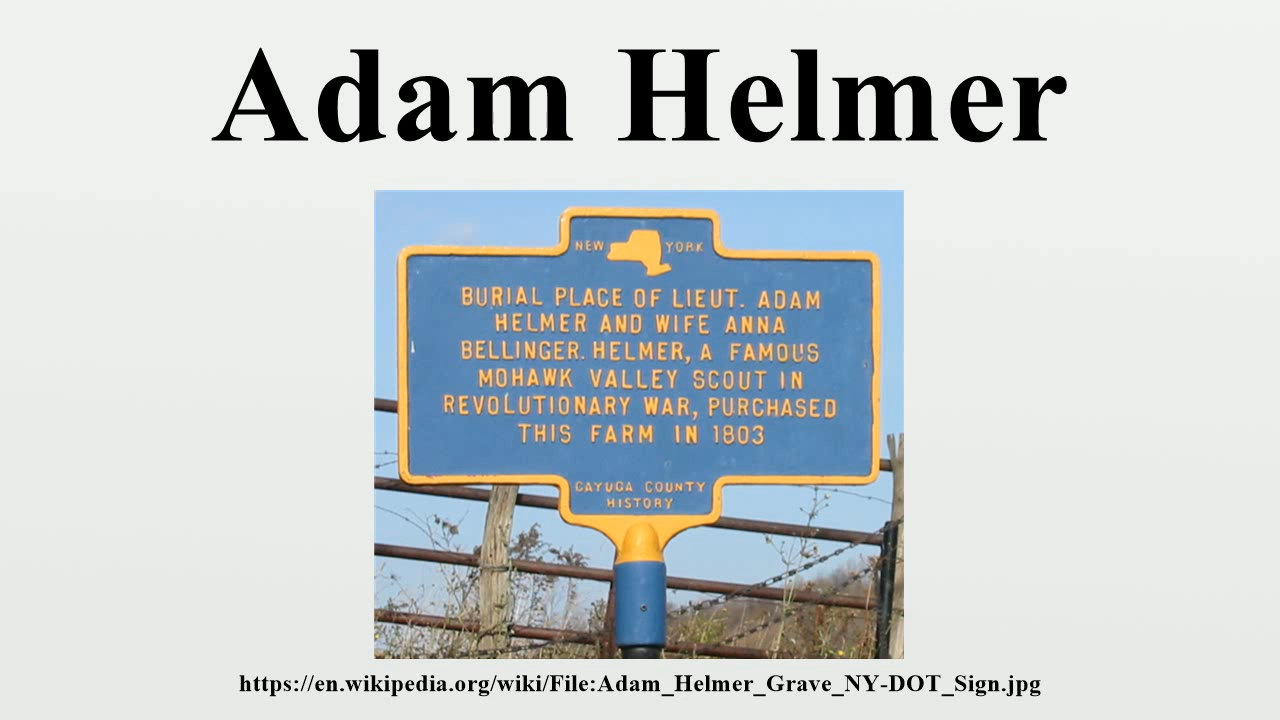 Adam Helmer
NEW YORK
BURIAL PLACE OF LIEUT. ADAM
HELMER AND WIFE ANNA
BELLINGER. HELMER, A FAMOUS
MOHAWK VALLEY SCOUT IN
REVOLUTIONARY WAR, PURCHASED
THIS FARM IN 1803
CAYUGA COUNTY
HISTORY
https://en.wikipedia.org/wiki/File:Adam_Helmer_Grave_NY-DOT_Sign.jpg